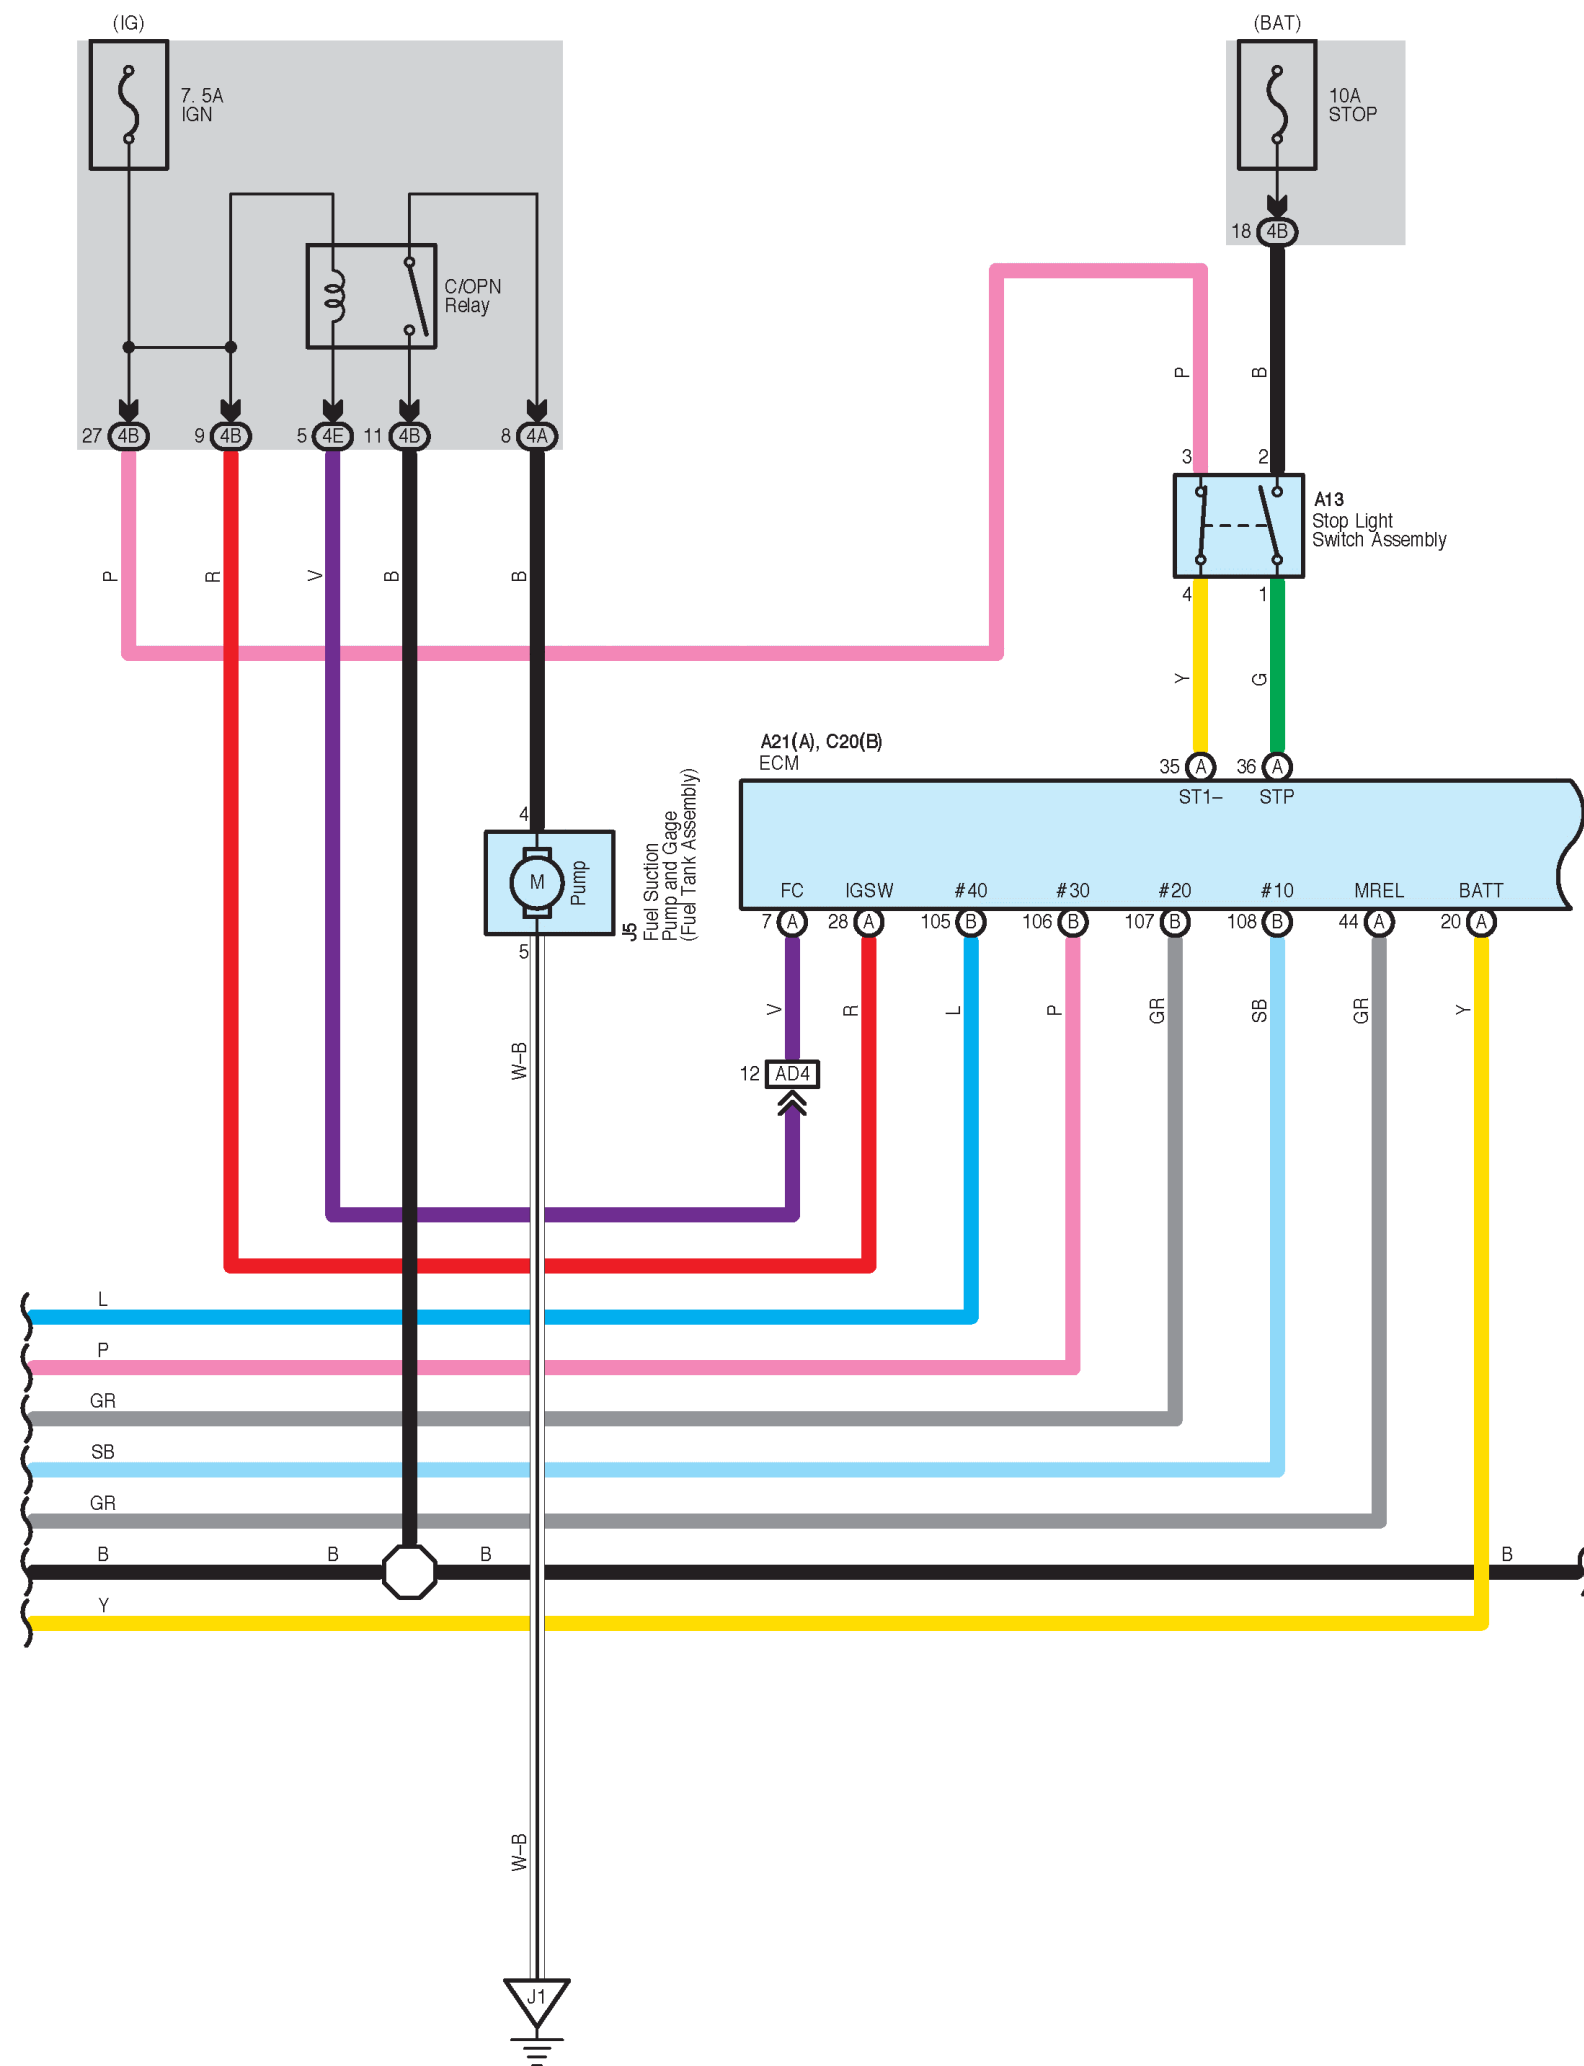 (IG)
(BAT)
7. 5A
IGN
10A
STOP
18 4B
C/OPN
Relay
27 4B
9 4B
5 4E
11 4B
8 4A
P
B
3
2
A13
Stop Light
Switch Assembly
4
1
P
R
V
B
B
Y
G
A21(A), C20(B)
ECM
35 A
36 A
ST1–
STP
4
M
Pump
5
J5
Fuel Suction
Pump and Gage
(Fuel Tank Assembly)
FC
IGSW
#40
#30
#20
#10
MREL
BATT
7 A
28 A
105 B
106 B
107 B
108 B
44 A
20 A
V
R
L
P
GR
SB
GR
Y
W–B
12 AD4
L
P
GR
SB
GR
B
B
B
B
Y
W–B
J1